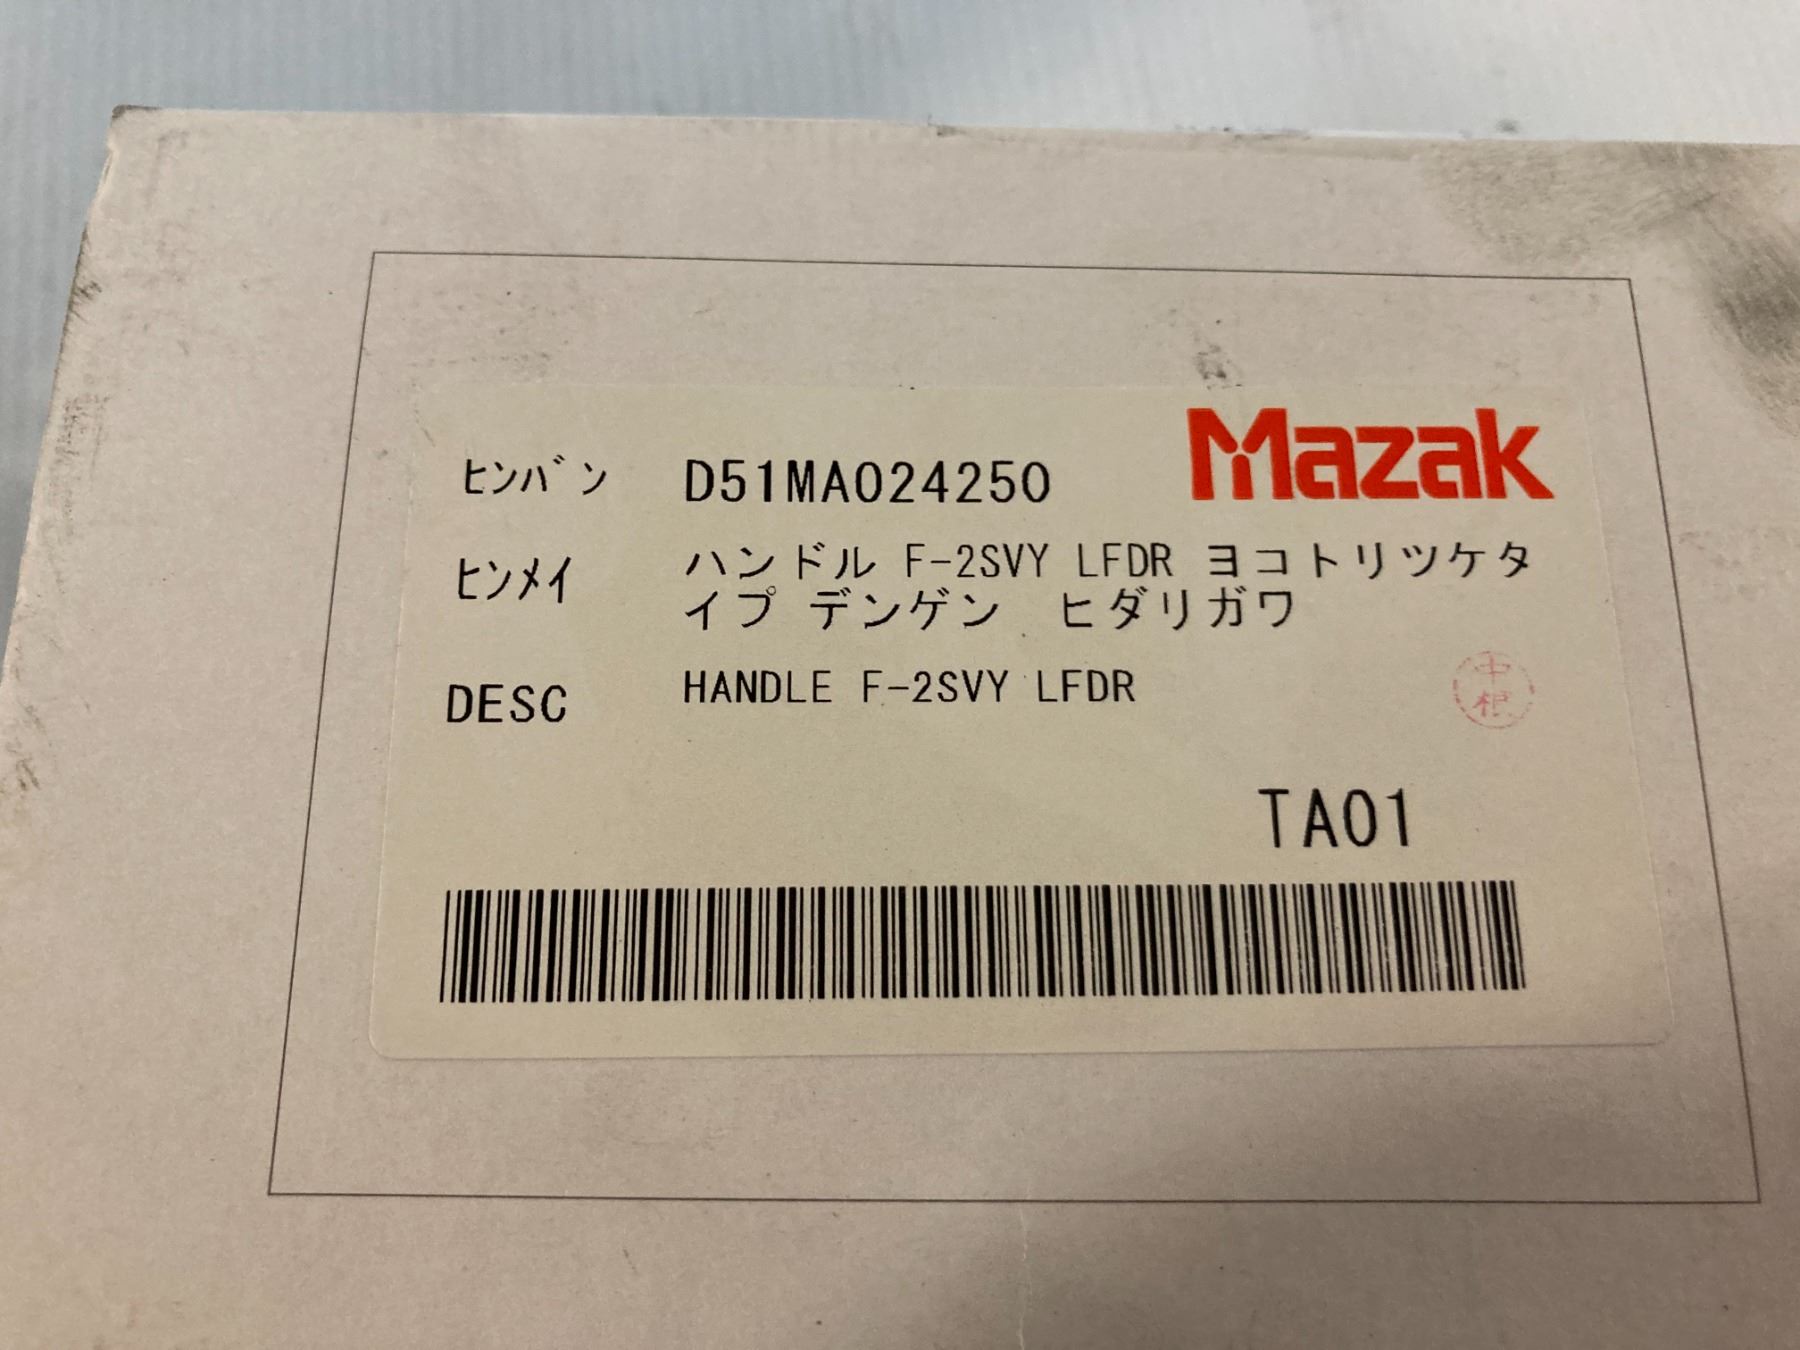 Mazak
ﾋﾝﾊﾞﾝ D51MA024250
ﾋﾝﾒｲ ハンドル F-2SVY LFDR ヨコトリツケタ
イプ デンゲン　ヒダリガワ
DESC HANDLE F-2SVY LFDR
中根
TA01